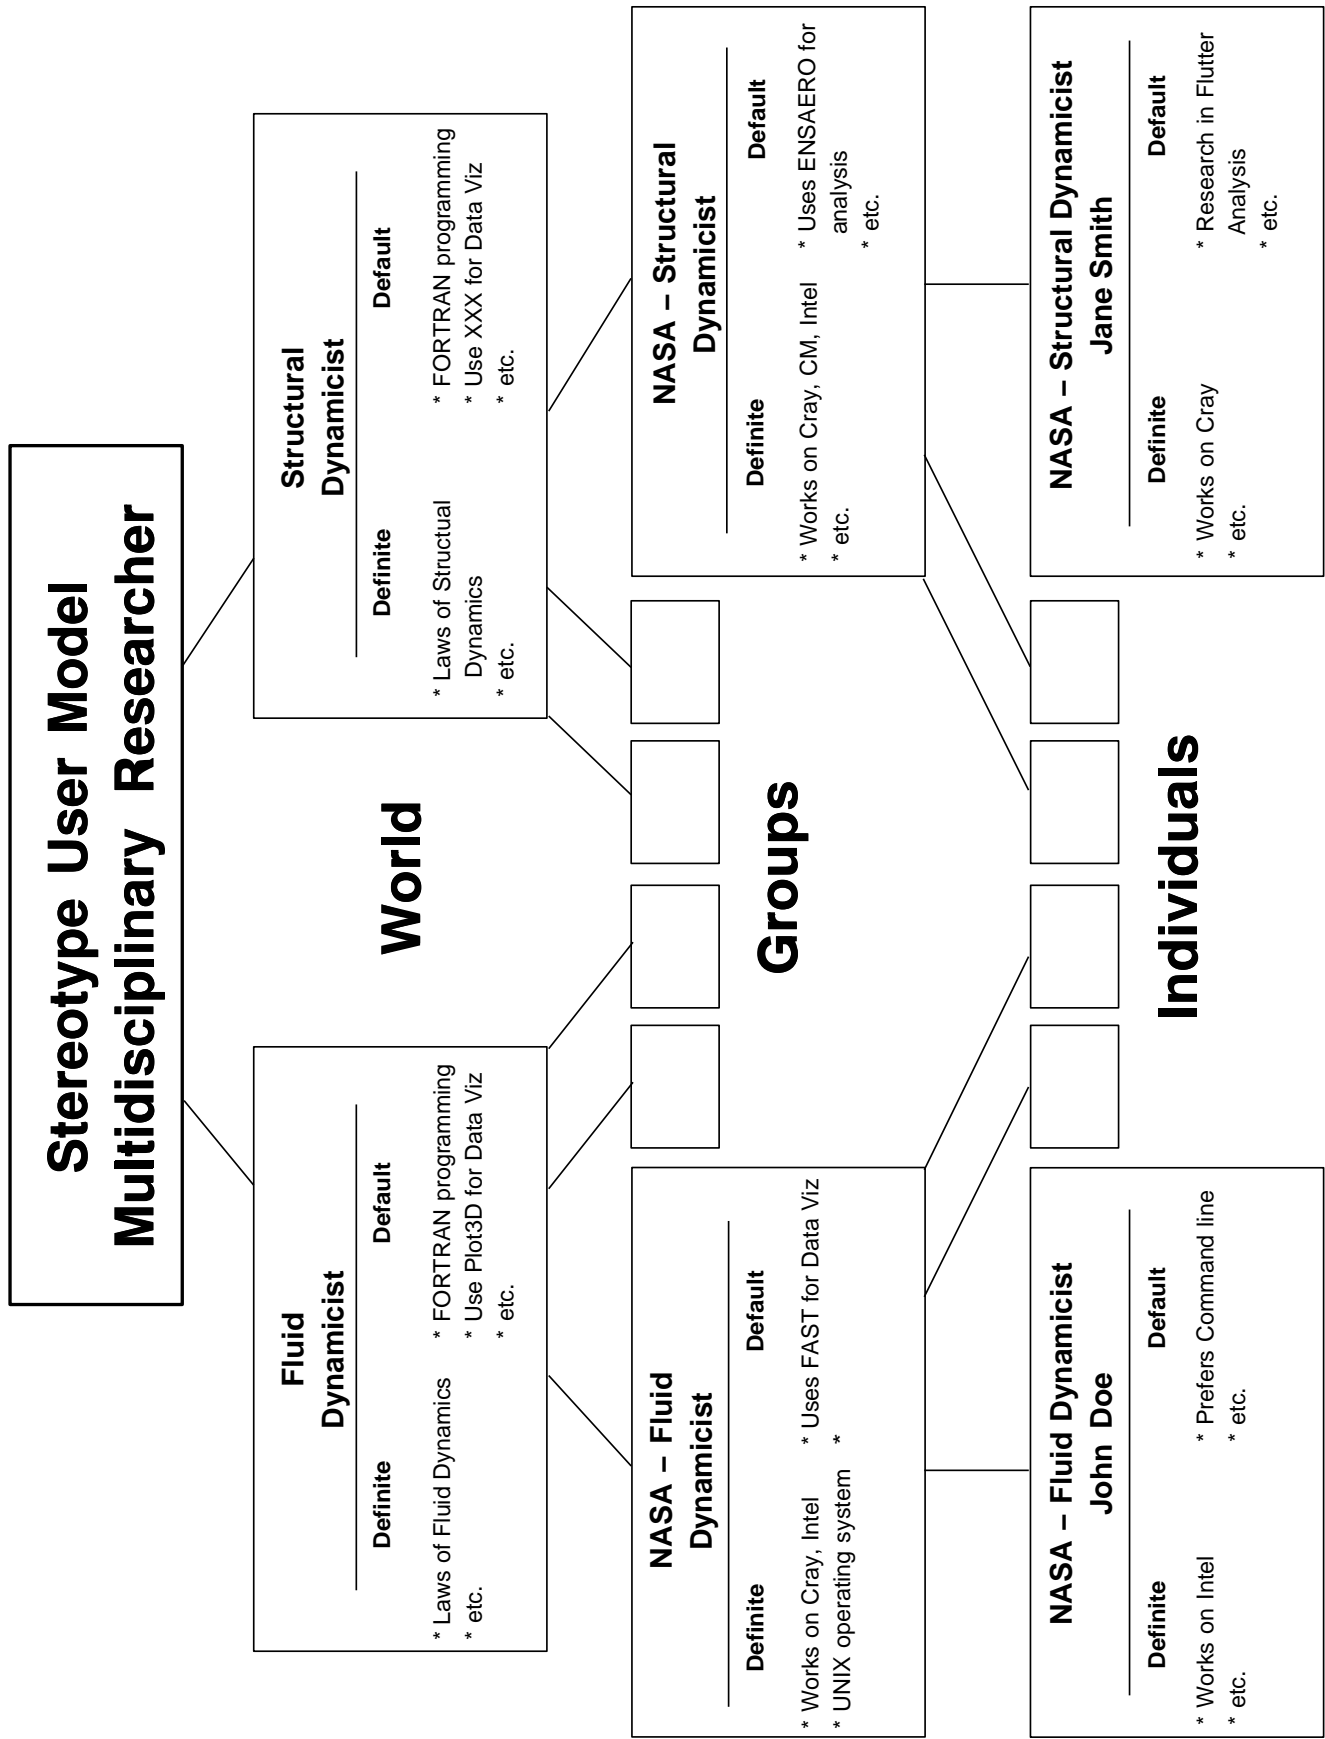 Stereotype User Model
Multidisciplinary Researcher
Fluid
Dynamicist
Definite
Default
* Laws of Fluid Dynamics
* etc.
* FORTRAN programming
* Use Plot3D for Data Viz
* etc.
World
Structural
Dynamicist
Definite
Default
* Laws of Structual
Dynamics
* etc.
* FORTRAN programming
* Use XXX for Data Viz
* etc.
NASA – Fluid
Dynamicist
Definite
Default
* Works on Cray, Intel
* UNIX operating system
* Uses FAST for Data Viz
*
Groups
NASA – Structural
Dynamicist
Definite
Default
* Works on Cray, CM, Intel
* etc.
* Uses ENSAERO for
analysis
* etc.
NASA – Fluid Dynamicist
John Doe
Definite
Default
* Works on Intel
* etc.
* Prefers Command line
* etc.
Individuals
NASA – Structural Dynamicist
Jane Smith
Definite
Default
* Works on Cray
* etc.
* Research in Flutter
Analysis
* etc.